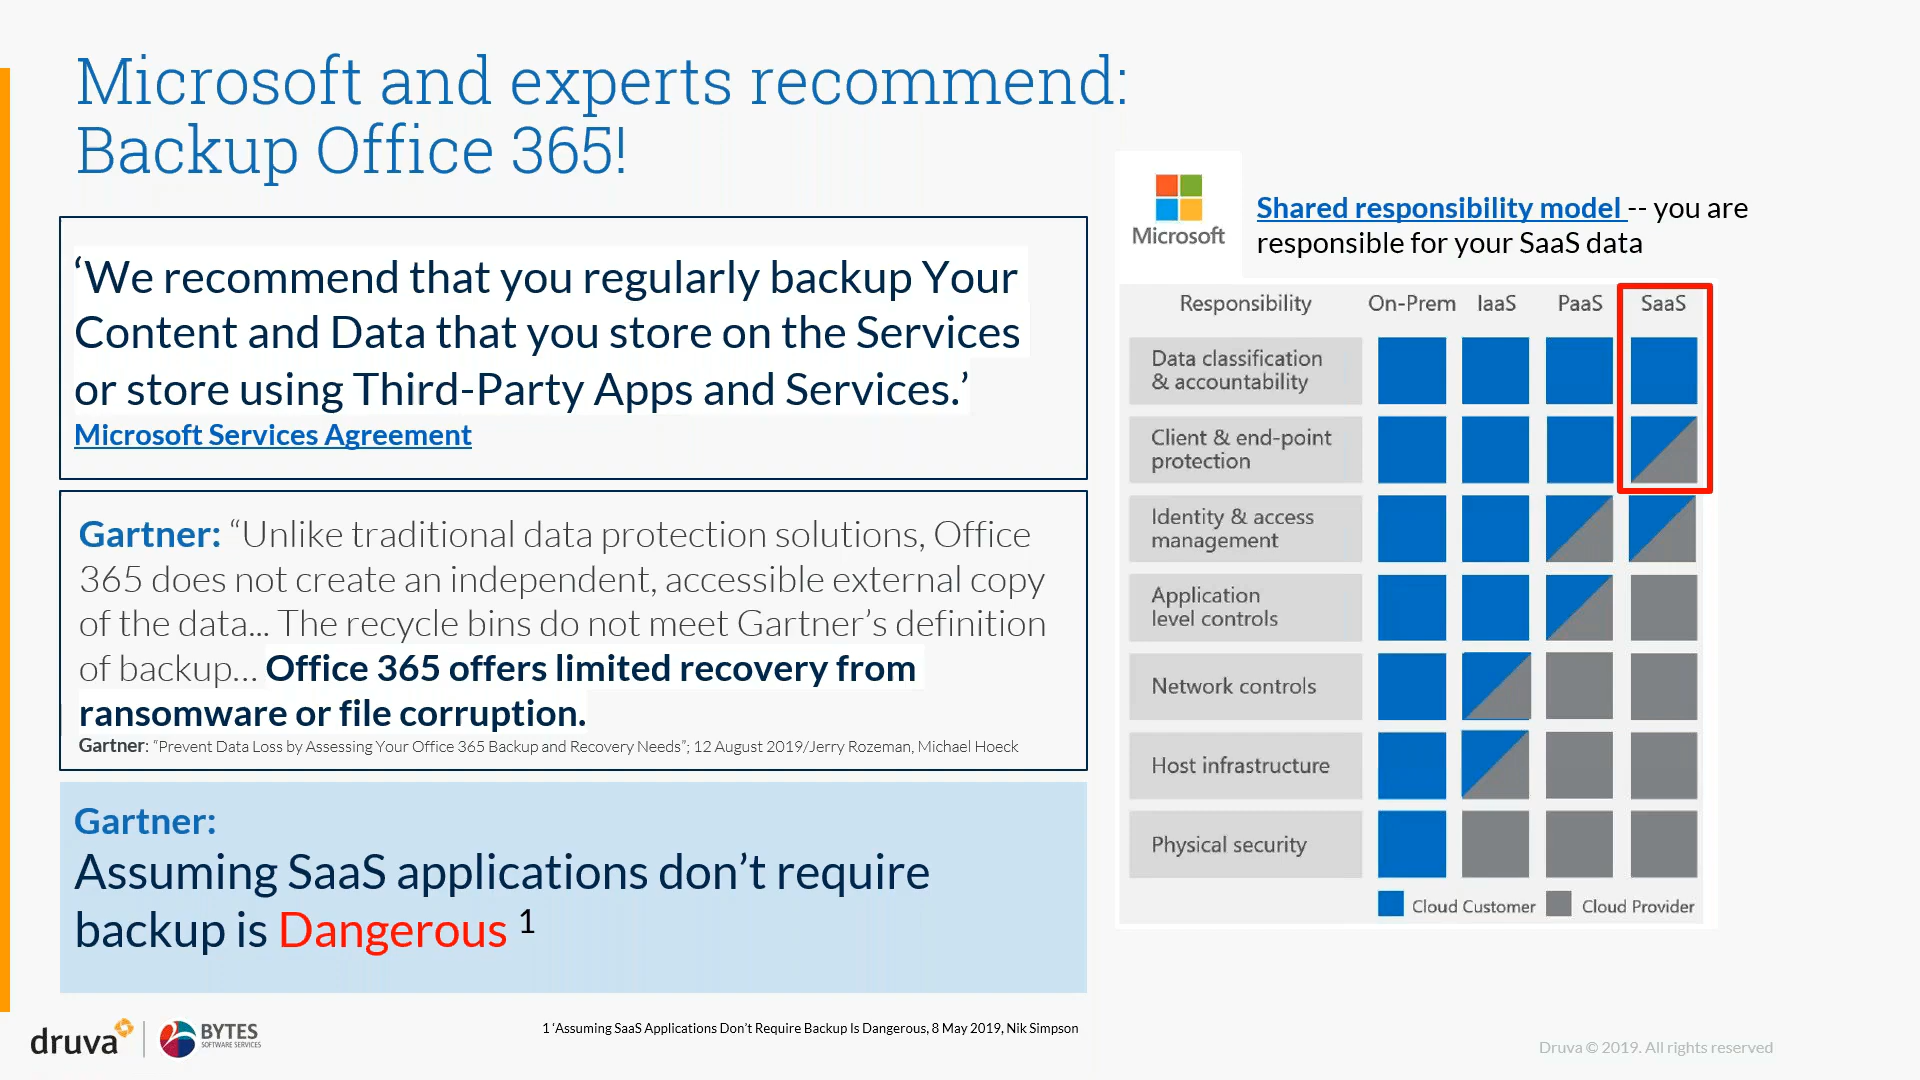 Microsoft and experts recommend:
Backup Office 365!
‘We recommend that you regularly backup Your
Content and Data that you store on the Services
or store using Third-Party Apps and Services.’
Microsoft Services Agreement
Gartner: “Unlike traditional data protection solutions, Office
365 does not create an independent, accessible external copy
of the data... The recycle bins do not meet Gartner’s definition
of backup... Office 365 offers limited recovery from
ransomware or file corruption.
Gartner: “Prevent Data Loss by Assessing Your Office 365 Backup and Recovery Needs”; 12 August 2019/Jerry Rozeman, Michael Hoeck
Gartner:
Assuming SaaS applications don’t require
backup is Dangerous 1
Microsoft
Shared responsibility model -- you are
responsible for your SaaS data
Responsibility On-Prem IaaS PaaS SaaS
Data classification
& accountability
Client & end-point
protection
Identity & access
management
Application
level controls
Network controls
Host infrastructure
Physical security
Cloud Customer Cloud Provider
druva
BYTES
SOFTWARE SERVICES
1 ‘Assuming SaaS Applications Don’t Require Backup Is Dangerous, 8 May 2019, Nik Simpson
Druva © 2019. All rights reserved